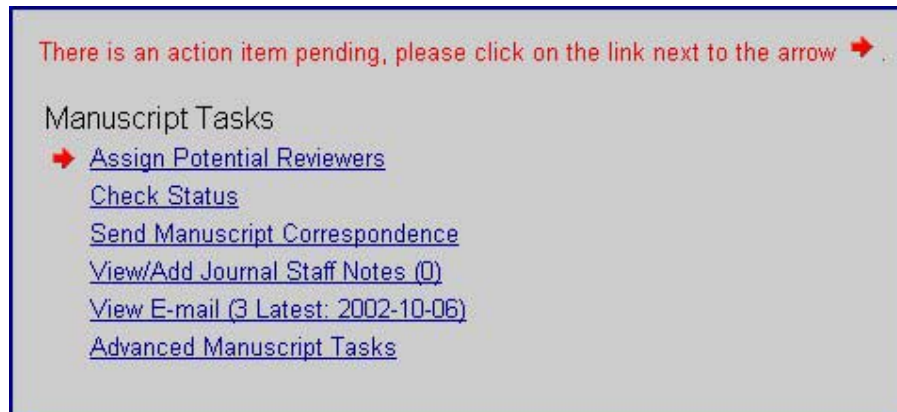 There is an action item pending, please click on the link next to the arrow .
Manuscript Tasks
Assign Potential Reviewers
Check Status
Send Manuscript Correspondence
View/Add Journal Staff Notes (0)
View E-mail (3 Latest: 2002-10-06)
Advanced Manuscript Tasks